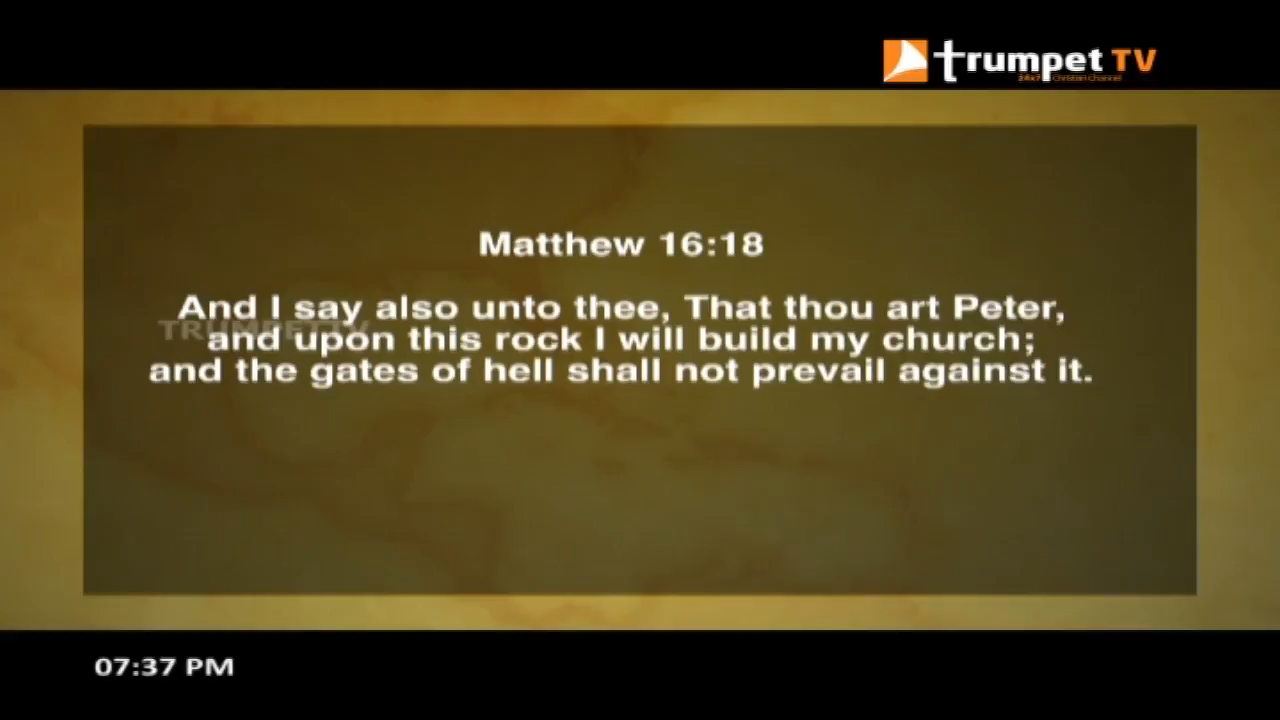 trumpet TV
24x7 Christian Channel
Matthew 16:18
And I say also unto thee, That thou art Peter,
TRUMPET TV
and upon this rock I will build my church;
and the gates of hell shall not prevail against it.
07:37 PM